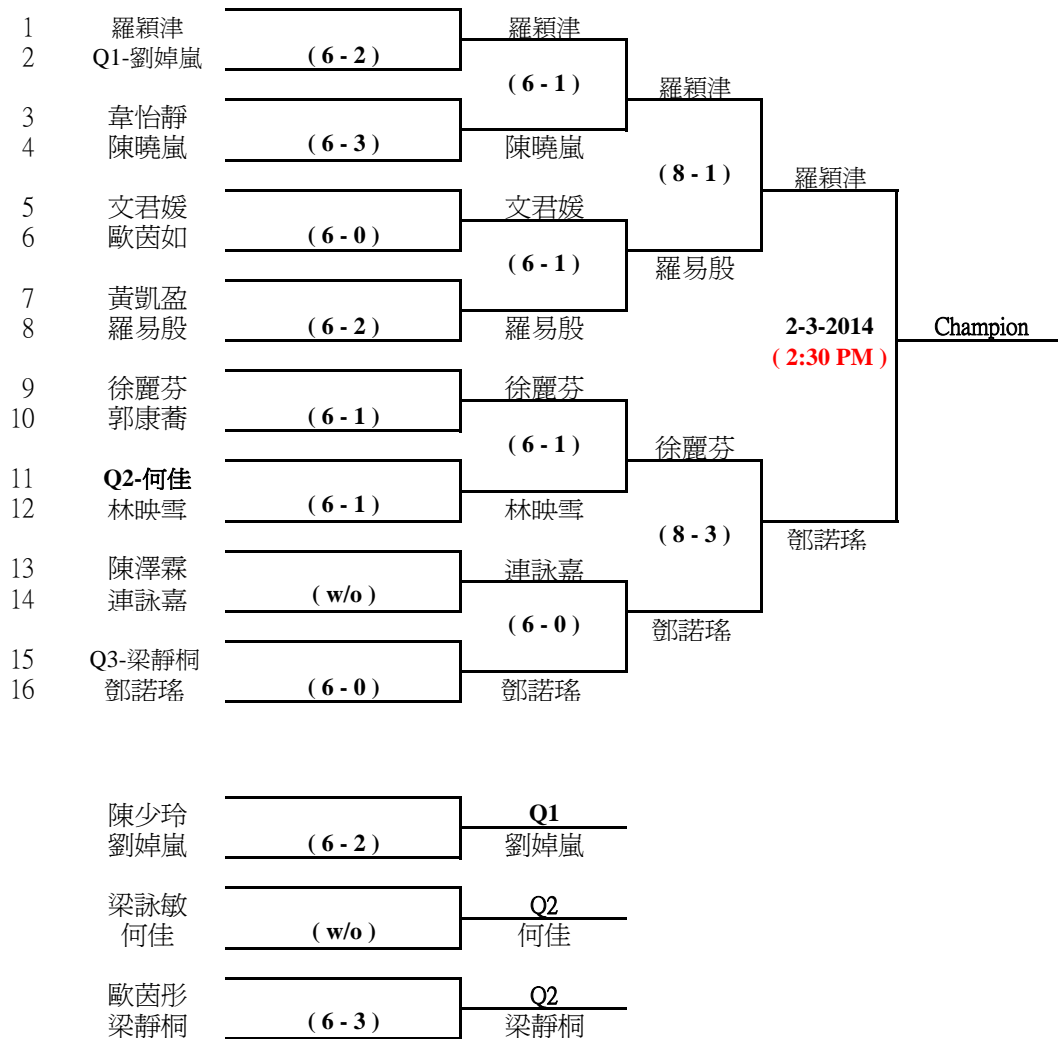 1 羅穎津 羅穎津
2 Q1-劉婥嵐 ( 6 - 2 )
( 6 - 1 ) 羅穎津
3 韋怡靜
4 陳曉嵐 ( 6 - 3 ) 陳曉嵐
( 8 - 1 ) 羅穎津
5 文君媛 文君媛
6 歐茵如 ( 6 - 0 )
( 6 - 1 ) 羅易殷
7 黃凱盈
8 羅易殷 ( 6 - 2 ) 羅易殷
2-3-2014 Champion
( 2:30 PM )
9 徐麗芬 徐麗芬
10 郭康蕎 ( 6 - 1 )
( 6 - 1 ) 徐麗芬
11 Q2-何佳
12 林映雪 ( 6 - 1 ) 林映雪
( 8 - 3 ) 鄧諾瑤
13 陳澤霖 連詠嘉
14 連詠嘉 ( w/o )
( 6 - 0 ) 鄧諾瑤
15 Q3-梁靜桐
16 鄧諾瑤 ( 6 - 0 ) 鄧諾瑤
陳少玲 Q1
劉婥嵐 ( 6 - 2 ) 劉婥嵐
梁詠敏 Q2
何佳 ( w/o ) 何佳
歐茵彤 Q2
梁靜桐 ( 6 - 3 ) 梁靜桐